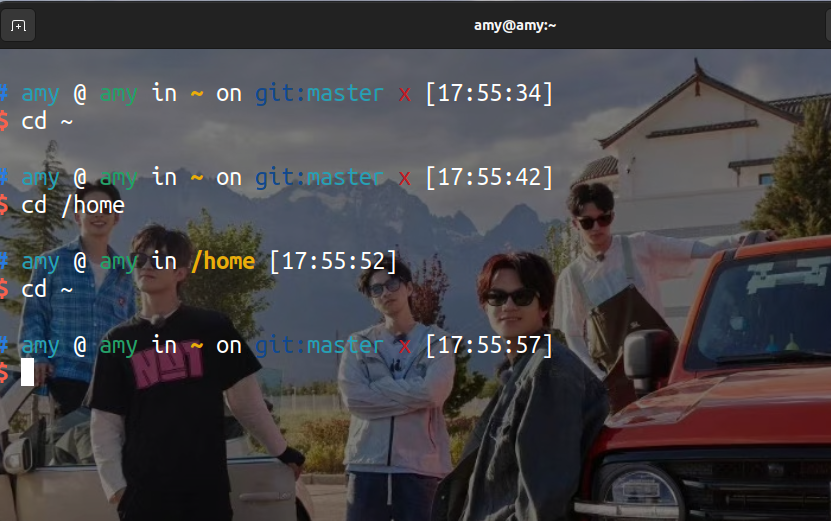 amy@amy:~
# amy @ amy in ~ on git:master x [17:55:34]
$ cd ~
# amy @ amy in ~ on git:master x [17:55:42]
$ cd /home
# amy @ amy in /home [17:55:52]
$ cd ~
# amy @ amy in ~ on git:master x [17:55:57]
$
NO1